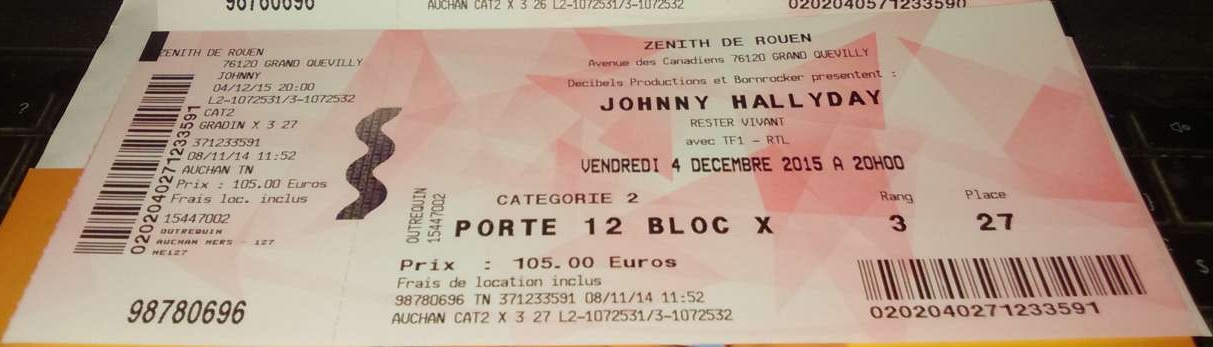 98780696
AUCHAN CAT2 X 3 26 L2-1072531/3-1072532
0202040571233590
ZENITH DE ROUEN
76120 GRAND QUEVILLY
JOHNNY
04/12/15 20:00
L2-1072531/3-1072532
CAT2
GRADIN X 3 27
371233591
08/11/14 11:52
AUCHAN TN
Prix : 105.00 Euros
Frais loc. inclus
15447002
OUTREQUIN
AUCHAN MERS - 127
ME127
0202040271233591
98780696
ZENITH DE ROUEN
Avenue des Canadiens 76120 GRAND QUEVILLY
Decibels Productions et Bornrocker presentent :
JOHNNY HALLYDAY
RESTER VIVANT
avec TF1 - RTL
VENDREDI 4 DECEMBRE 2015 A 20H00
OUTREQUIN
15447002
CATEGORIE 2
Rang Place
PORTE 12 BLOC X 3 27
Prix : 105.00 Euros
Frais de location inclus
98780696 TN 371233591 08/11/14 11:52
AUCHAN CAT2 X 3 27 L2-1072531/3-1072532
0202040271233591
?
$